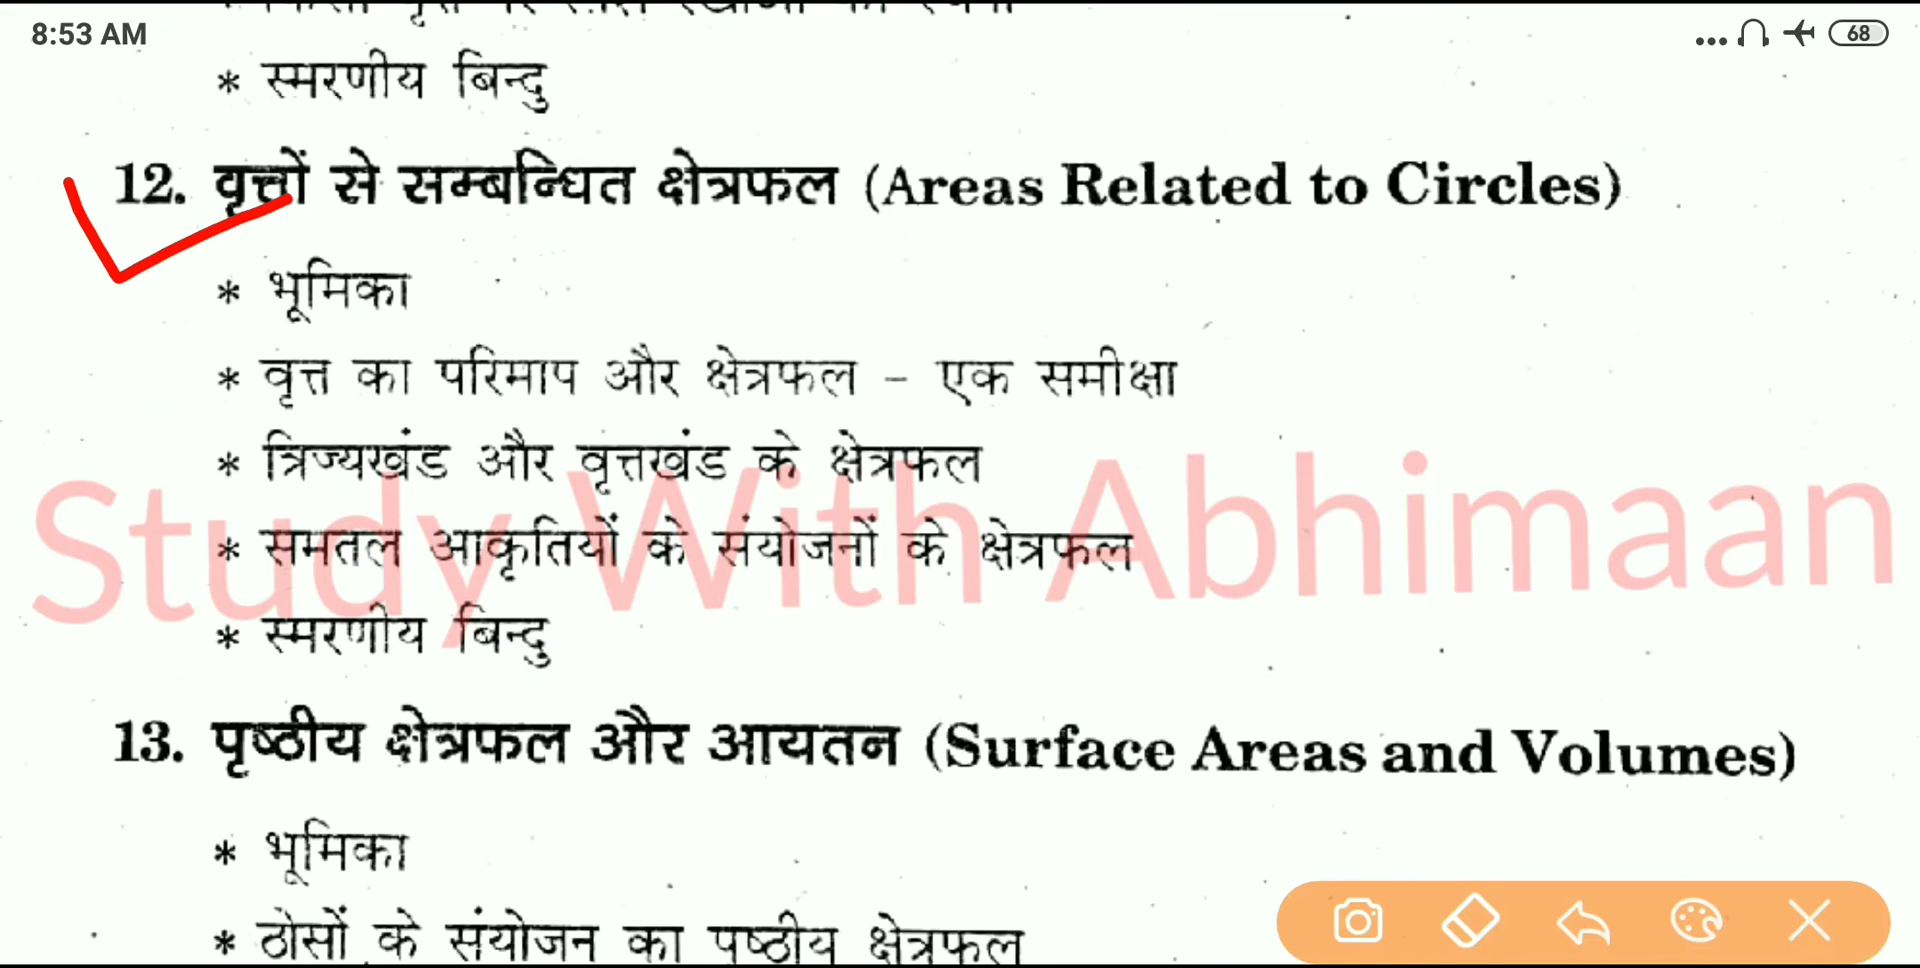 8:53 AM
68
* स्मरणीय बिन्दु
12. वृत्तों से सम्बन्धित क्षेत्रफल (Areas Related to Circles)
* भूमिका
* वृत्त का परिमाप और क्षेत्रफल – एक समीक्षा
* त्रिज्यखंड और वृत्तखंड के क्षेत्रफल
Study With Abhimaan
* समतल आकृतियों के संयोजनों के क्षेत्रफल
* स्मरणीय बिन्दु
13. पृष्ठीय क्षेत्रफल और आयतन (Surface Areas and Volumes)
* भूमिका
* ठोसों के संयोजन का पृष्ठीय क्षेत्रफल